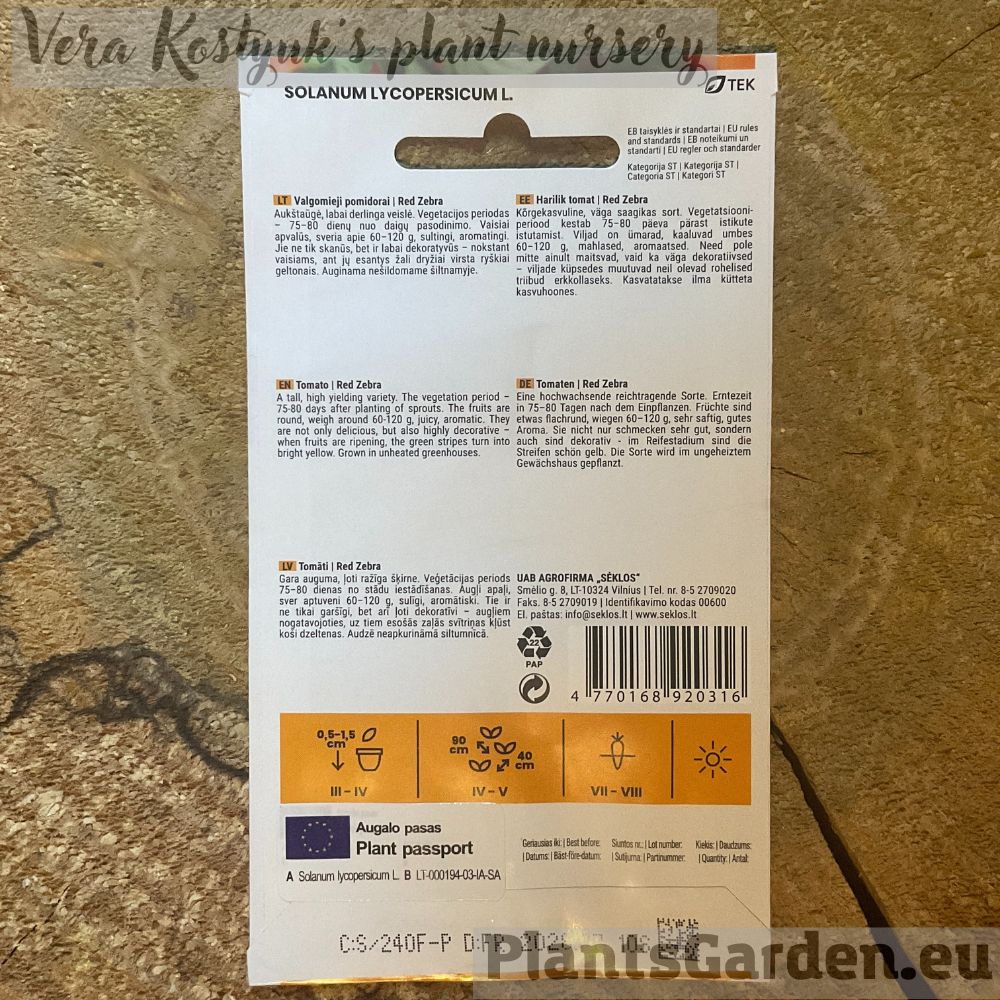 Vera Kostyuk's plant nursery
SOLANUM LYCOPERSICUM L.
TEK
EB taisyklės ir standartai | EU rules
and standards | EB noteikumi un
standarti | EU regler och standarder
Kategorija ST | Kategorija ST |
Categoria ST | Kategori ST
LT Valgomieji pomidorai | Red Zebra
Aukštaūgė, labai derlinga veislė. Vegetacijos periodas
– 75–80 dienų nuo daigų pasodinimo. Vaisiai
apvalūs, sveria apie 60–120 g, sultingi, aromatingi.
Jie ne tik skanūs, bet ir labai dekoratyvūs – nokstant
vaisiams, ant jų esantys žali dryžiai virsta ryškiai
geltonais. Auginama nešildomame šiltnamyje.
EE Harilik tomat | Red Zebra
Kõrgekasvuline, väga saagikas sort. Vegetatsiooni-
periood kestab 75–80 päeva pärast istikute
istutamist. Viljad on ümarad, kaaluvad umbes
60–120 g, mahlased, aromaatsed. Need pole
mitte ainult maitsvad, vaid ka väga dekoratiivsed
– viljade küpsedes muutuvad neil olevad rohelised
triibud erkkollaseks. Kasvatatakse ilma kütteta
kasvuhoones.
EN Tomato | Red Zebra
A tall, high yielding variety. The vegetation period –
75-80 days after planting of sprouts. The fruits are
round, weigh around 60-120 g, juicy, aromatic. They
are not only delicious, but also highly decorative –
when fruits are ripening, the green stripes turn into
bright yellow. Grown in unheated greenhouses.
DE Tomaten | Red Zebra
Eine hochwachsende reichtragende Sorte. Erntezeit
in 75–80 Tagen nach dem Einpflanzen. Früchte sind
etwas flachrund, wiegen 60–120 g, sehr saftig, gutes
Aroma. Sie nicht nur schmecken sehr gut, sondern
auch sind dekorativ - im Reifestadium sind die
Streifen schön gelb. Die Sorte wird im ungeheiztem
Gewächshaus gepflanzt.
LV Tomāti | Red Zebra
Gara auguma, ļoti ražīga šķirne. Veģetācijas periods
75–80 dienas no stādu iestādīšanas. Augļi apaļi,
sver aptuveni 60–120 g, sulīgi, aromātiski. Tie ir
ne tikai garšīgi, bet arī ļoti dekoratīvi – augļiem
nogatavojoties, uz tiem esošās zaļās svītriņas kļūst
koši dzeltenas. Audzē neapkurināmā siltumnīcā.
UAB AGROFIRMA „SĖKLOS“
Smėlio g. 8, LT-10324 Vilnius | Tel. nr. 8-5 2709020
Faks. 8-5 2709019 | Identifikavimo kodas 00600
El. paštas: info@seklos.lt | www.seklos.lt
22
PAP
4 770168 920316
0,5–1,5
cm
III – IV
90
cm
40
cm
IV – V
VII – VIII
Augalo pasas
Plant passport
A Solanum lycopersicum L. B LT-000194-03-IA-SA
Geriausias iki: | Best before:
| Datums: | Bäst-före-datum:
Siuntos nr.: | Lot number:
| Sutijuma: | Partinummer:
Kiekis: | Daudzums:
| Quantity: | Antal:
C:S/240F-P
PlantsGarden.eu